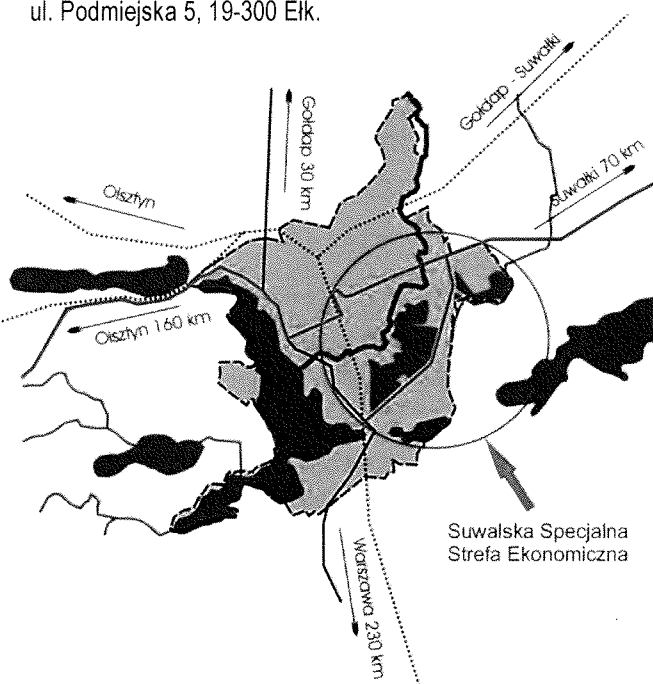 ul. Podmiejska 5, 19-300 Ełk.
Gołdap - Suwałki
Gołdap 30 km
Suwałki 70 km
Olsztyn
Olsztyn 160 km
Suwalska Specjalna
Strefa Ekonomiczna
Warszawa 230 km